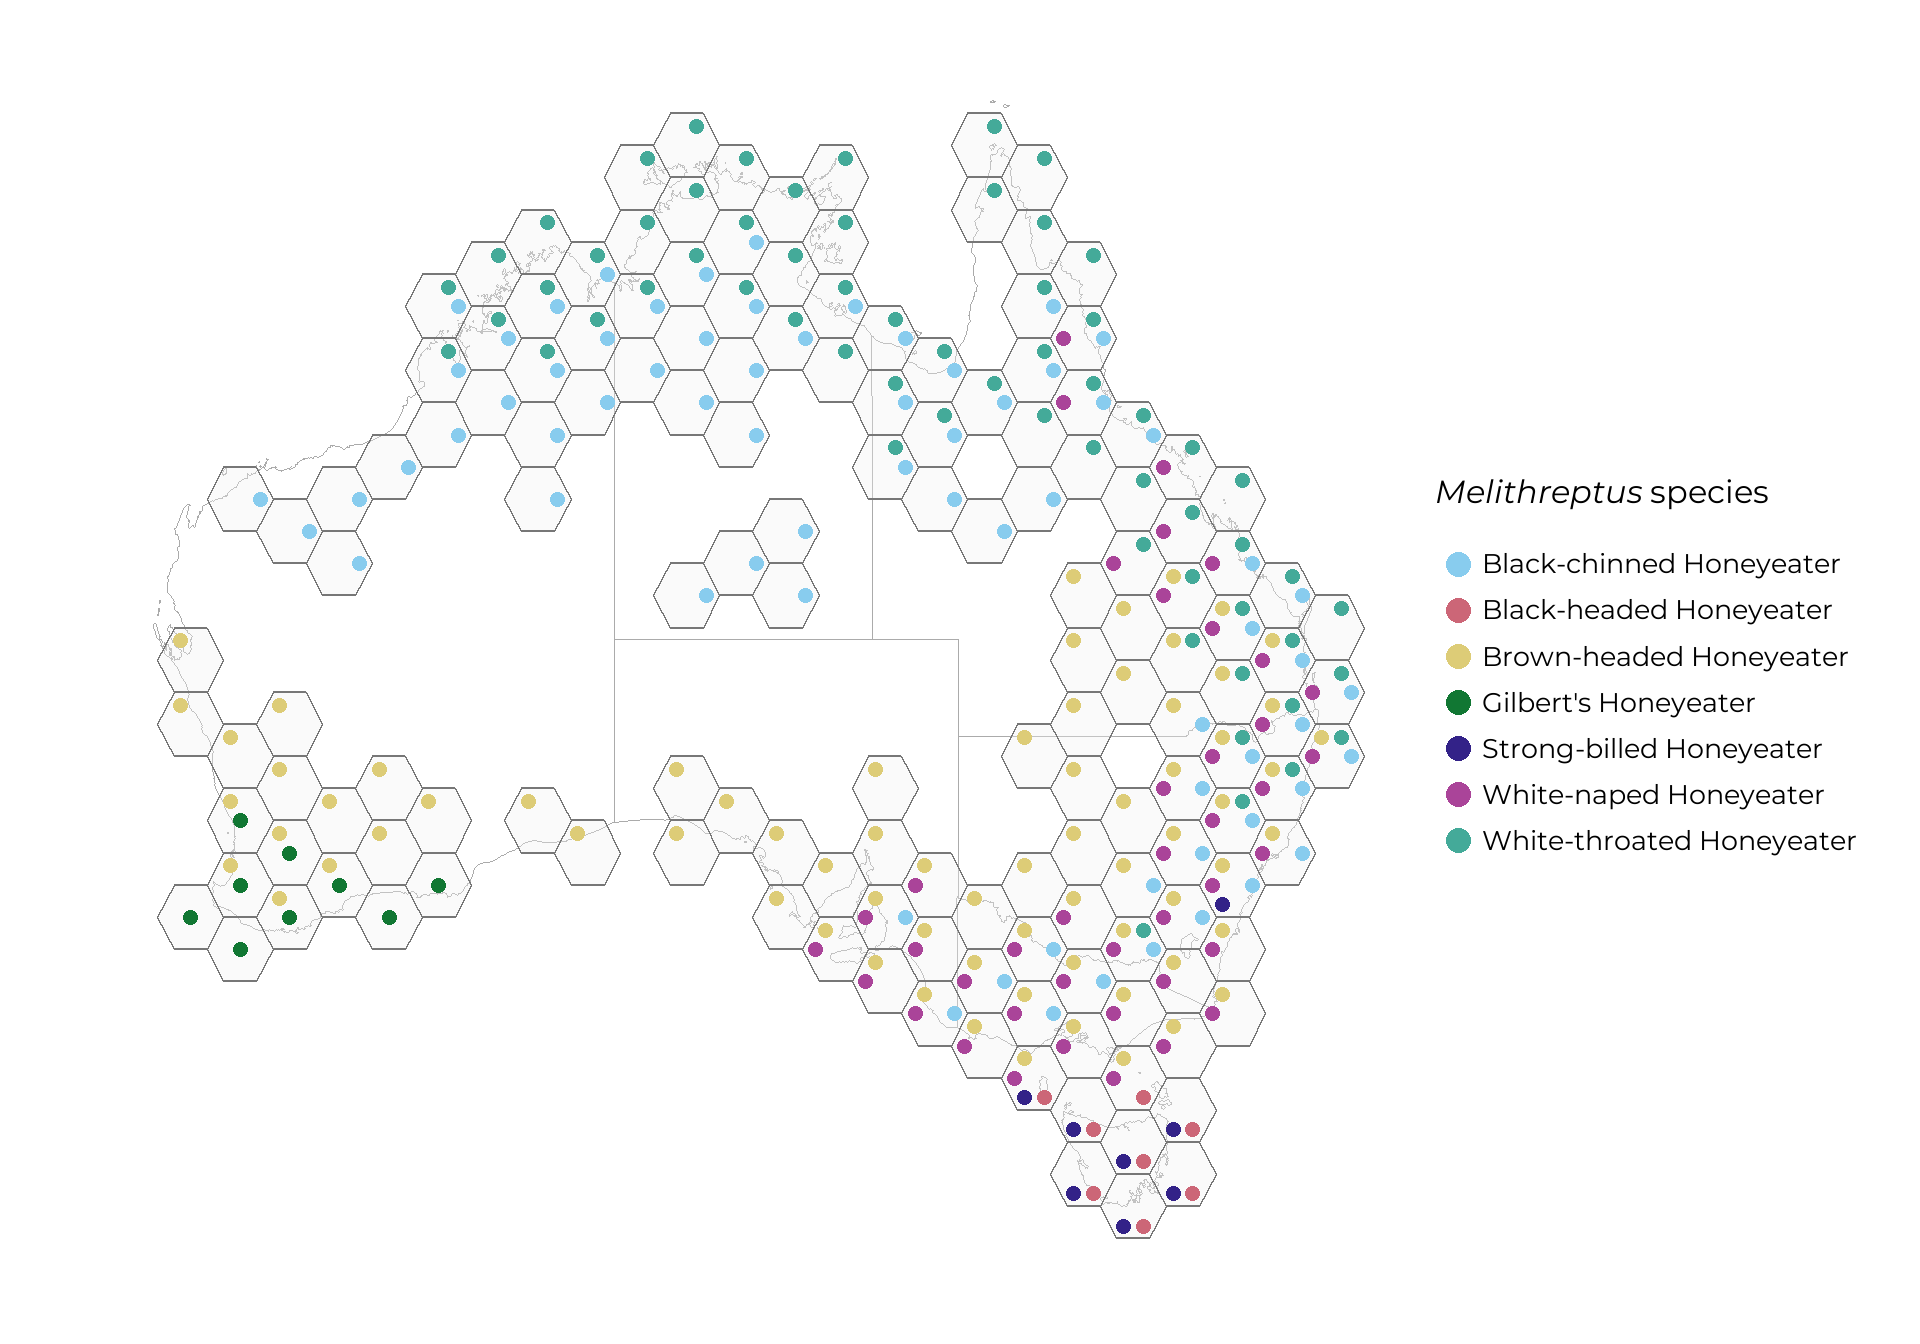 Melithreptus species
Black-chinned Honeyeater
Black-headed Honeyeater
Brown-headed Honeyeater
Gilbert's Honeyeater
Strong-billed Honeyeater
White-naped Honeyeater
White-throated Honeyeater